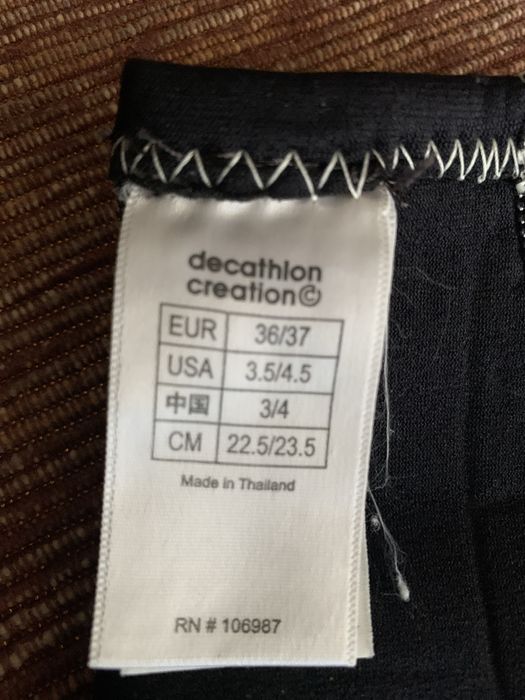 decathlon
creation©
EUR 36/37
USA 3.5/4.5
中国 3/4
CM 22.5/23.5
Made in Thailand
RN # 106987